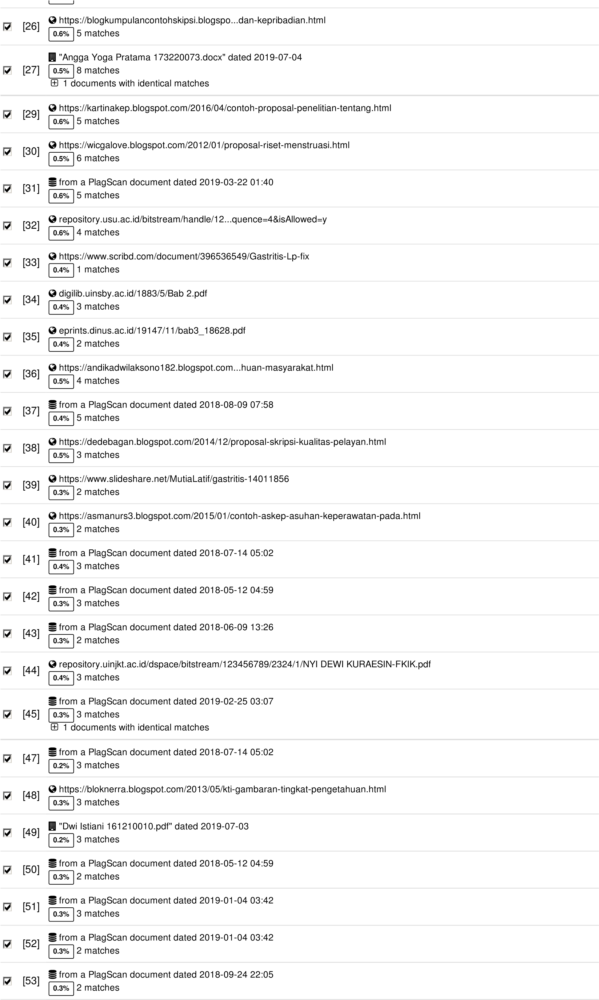 [26] https://blogkumpulancontohskipsi.blogspo...dan-kepribadian.html
0.6% 5 matches
[27] "Angga Yoga Pratama 173220073.docx" dated 2019-07-04
0.5% 8 matches
1 documents with identical matches
[29] https://kartinakep.blogspot.com/2016/04/contoh-proposal-penelitian-tentang.html
0.6% 5 matches
[30] https://wicgalove.blogspot.com/2012/01/proposal-riset-menstruasi.html
0.5% 6 matches
[31] from a PlagScan document dated 2019-03-22 01:40
0.6% 5 matches
[32] repository.usu.ac.id/bitstream/handle/12...quence=4&isAllowed=y
0.6% 4 matches
[33] https://www.scribd.com/document/396536549/Gastritis-Lp-fix
0.4% 1 matches
[34] digilib.uinsby.ac.id/1883/5/Bab 2.pdf
0.4% 3 matches
[35] eprints.dinus.ac.id/19147/11/bab3_18628.pdf
0.4% 2 matches
[36] https://andikadwilaksono182.blogspot.com...huan-masyarakat.html
0.5% 4 matches
[37] from a PlagScan document dated 2018-08-09 07:58
0.4% 5 matches
[38] https://dedebagan.blogspot.com/2014/12/proposal-skripsi-kualitas-pelayan.html
0.5% 3 matches
[39] https://www.slideshare.net/MutiaLatif/gastritis-14011856
0.3% 2 matches
[40] https://asmanurs3.blogspot.com/2015/01/contoh-askep-asuhan-keperawatan-pada.html
0.3% 2 matches
[41] from a PlagScan document dated 2018-07-14 05:02
0.4% 3 matches
[42] from a PlagScan document dated 2018-05-12 04:59
0.3% 3 matches
[43] from a PlagScan document dated 2018-06-09 13:26
0.3% 2 matches
[44] repository.uinjkt.ac.id/dspace/bitstream/123456789/2324/1/NYI DEWI KURAESIN-FKIK.pdf
0.4% 3 matches
[45] from a PlagScan document dated 2019-02-25 03:07
0.3% 3 matches
1 documents with identical matches
[47] from a PlagScan document dated 2018-07-14 05:02
0.2% 3 matches
[48] https://bloknerra.blogspot.com/2013/05/kti-gambaran-tingkat-pengetahuan.html
0.3% 3 matches
[49] "Dwi Istiani 161210010.pdf" dated 2019-07-03
0.2% 3 matches
[50] from a PlagScan document dated 2018-05-12 04:59
0.3% 2 matches
[51] from a PlagScan document dated 2019-01-04 03:42
0.3% 3 matches
[52] from a PlagScan document dated 2019-01-04 03:42
0.3% 2 matches
[53] from a PlagScan document dated 2018-09-24 22:05
0.3% 2 matches